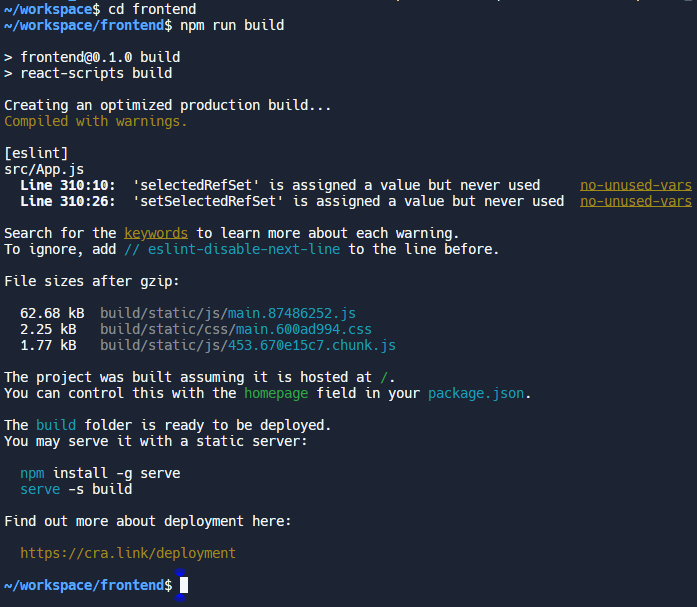 ~/workspace$ cd frontend
~/workspace/frontend$ npm run build
> frontend@0.1.0 build
> react-scripts build
Creating an optimized production build...
Compiled with warnings.
[eslint]
src/App.js
Line 310:10:  'selectedRefSet' is assigned a value but never used     no-unused-vars
Line 310:26:  'setSelectedRefSet' is assigned a value but never used  no-unused-vars
Search for the keywords to learn more about each warning.
To ignore, add // eslint-disable-next-line to the line before.
File sizes after gzip:
62.68 kB  build/static/js/main.87486252.js
2.25 kB   build/static/css/main.600ad994.css
1.77 kB   build/static/js/453.670e15c7.chunk.js
The project was built assuming it is hosted at /.
You can control this with the homepage field in your package.json.
The build folder is ready to be deployed.
You may serve it with a static server:
npm install -g serve
serve -s build
Find out more about deployment here:
https://cra.link/deployment
~/workspace/frontend$